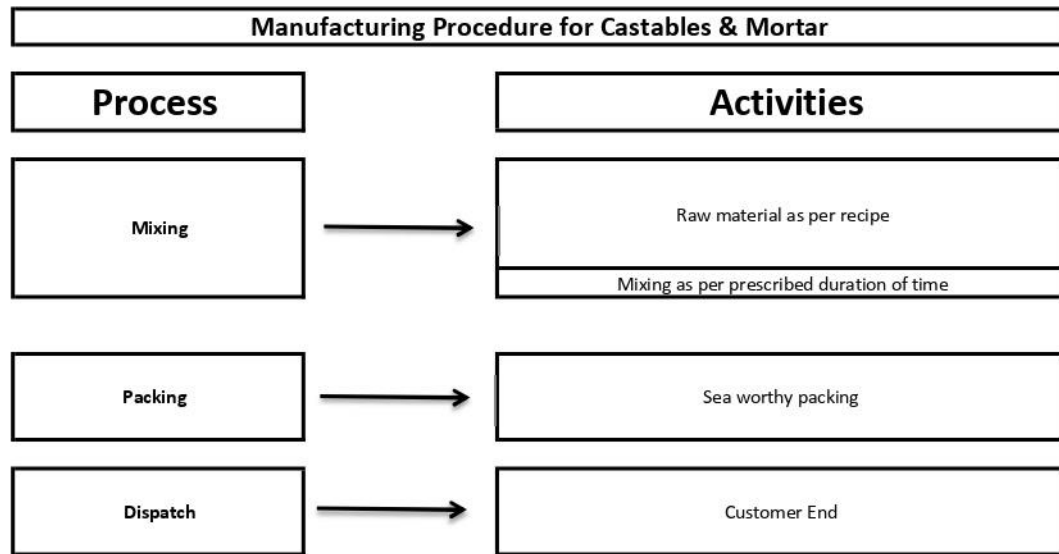 Manufacturing Procedure for Castables & Mortar
Process
Activities
Mixing
Raw material as per recipe
Mixing as per prescribed duration of time
Packing
Sea worthy packing
Dispatch
Customer End